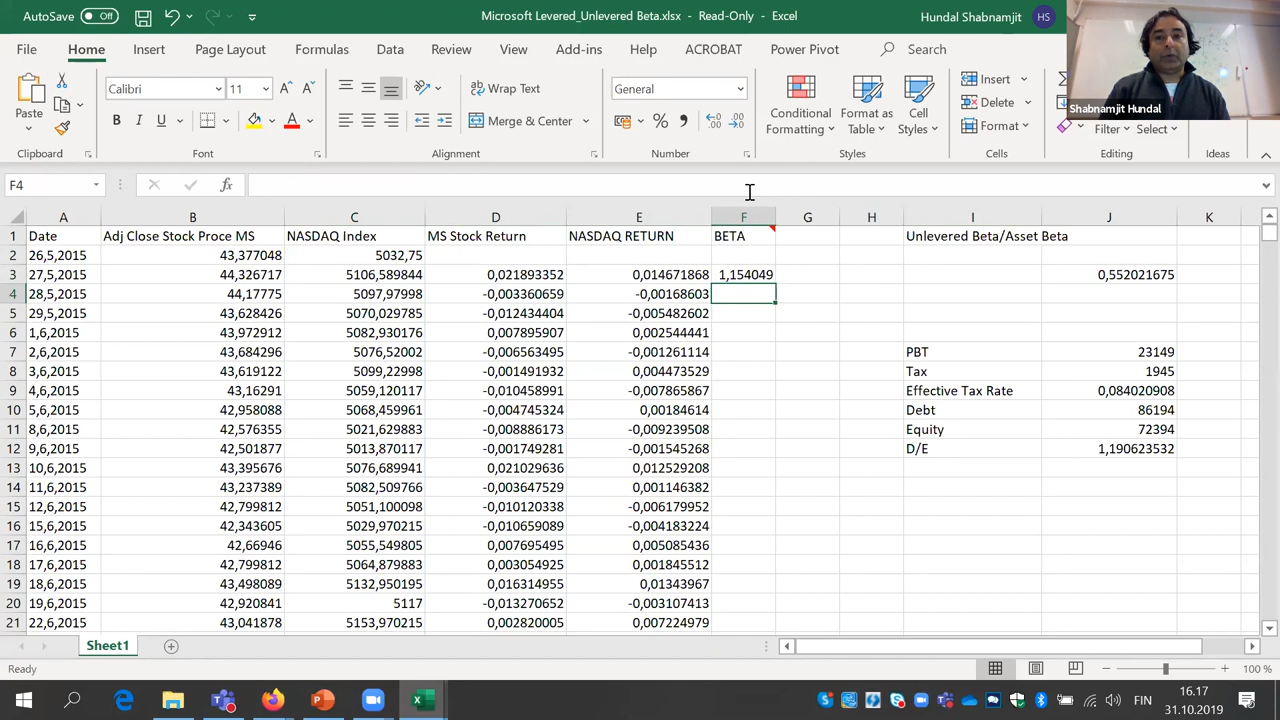 AutoSave Off Microsoft Levered_Unlevered Beta.xlsx - Read-Only - Excel Hundal Shabnamjit HS
File Home Insert Page Layout Formulas Data Review View Add-ins Help ACROBAT Power Pivot Search
Paste Calibri 11 Wrap Text General Conditional Formatting Format as Table Cell Styles Insert
B I U Merge & Center % Delete
Format Filter Select
Shabnamjit Hundal
Clipboard Font Alignment Number Styles Cells Editing Ideas
F4 fx
A B C D E F G H I J K
1 Date Adj Close Stock Proce MS NASDAQ Index MS Stock Return NASDAQ RETURN BETA Unlevered Beta/Asset Beta
2 26,5,2015 43,377048 5032,75
3 27,5,2015 44,326717 5106,589844 0,021893352 0,014671868 1,154049 0,552021675
4 28,5,2015 44,17775 5097,97998 -0,003360659 -0,00168603
5 29,5,2015 43,628426 5070,029785 -0,012434404 -0,005482602
6 1,6,2015 43,972912 5082,930176 0,007895907 0,002544441
7 2,6,2015 43,684296 5076,52002 -0,006563495 -0,001261114 PBT 23149
8 3,6,2015 43,619122 5099,22998 -0,001491932 0,004473529 Tax 1945
9 4,6,2015 43,16291 5059,120117 -0,010458991 -0,007865867 Effective Tax Rate 0,084020908
10 5,6,2015 42,958088 5068,459961 -0,004745324 0,00184614 Debt 86194
11 8,6,2015 42,576355 5021,629883 -0,008886173 -0,009239508 Equity 72394
12 9,6,2015 42,501877 5013,870117 -0,001749281 -0,001545268 D/E 1,190623532
13 10,6,2015 43,395676 5076,689941 0,021029636 0,012529208
14 11,6,2015 43,237389 5082,509766 -0,003647529 0,001146382
15 12,6,2015 42,799812 5051,100098 -0,010120338 -0,006179952
16 15,6,2015 42,343605 5029,970215 -0,010659089 -0,004183224
17 16,6,2015 42,66946 5055,549805 0,007695495 0,005085436
18 17,6,2015 42,799812 5064,879883 0,003054925 0,001845512
19 18,6,2015 43,498089 5132,950195 0,016314955 0,01343967
20 19,6,2015 42,920841 5117 -0,013270652 -0,003107413
21 22,6,2015 43,041878 5153,970215 0,002820005 0,007224979
Sheet1
Ready 100 %
FIN 16.17
31.10.2019